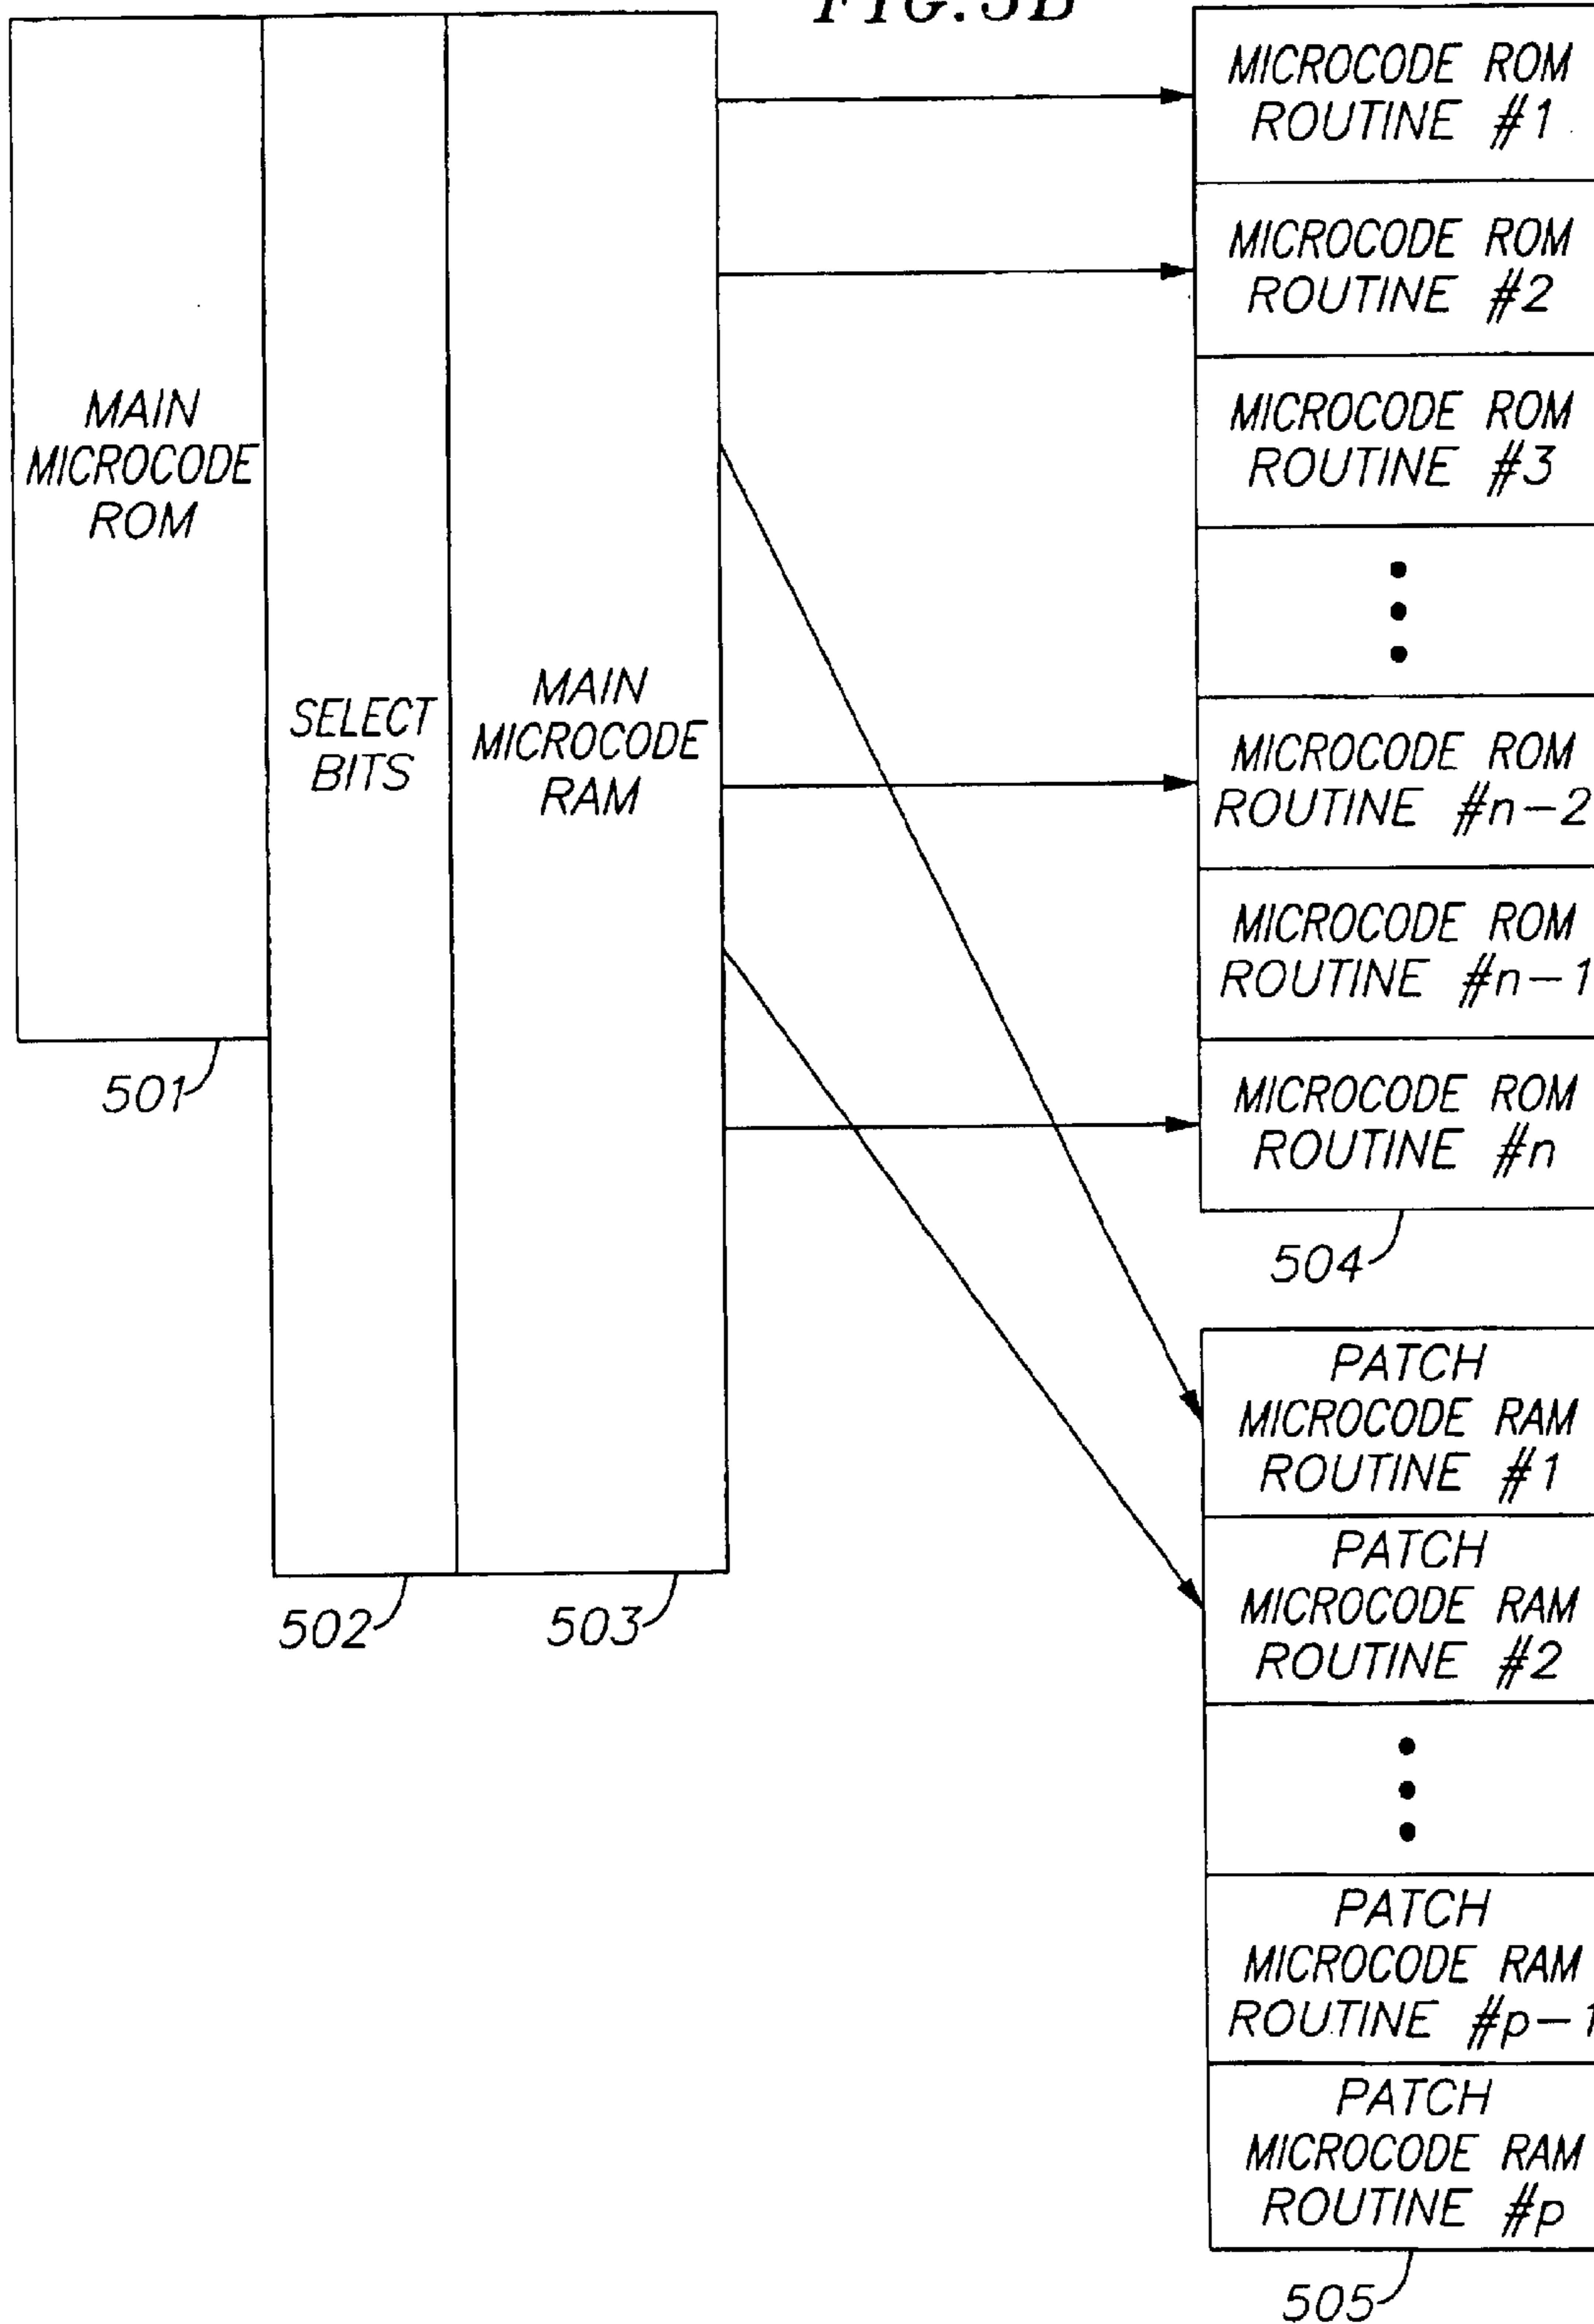 MAIN
MICROCODE
ROM
501
SELECT
BITS
502
MAIN
MICROCODE
RAM
503
MICROCODE ROM
ROUTINE #1
MICROCODE ROM
ROUTINE #2
MICROCODE ROM
ROUTINE #3
MICROCODE ROM
ROUTINE #n-2
MICROCODE ROM
ROUTINE #n-1
MICROCODE ROM
ROUTINE #n
504
PATCH
MICROCODE RAM
ROUTINE #1
PATCH
MICROCODE RAM
ROUTINE #2
PATCH
MICROCODE RAM
ROUTINE #p-1
PATCH
MICROCODE RAM
ROUTINE #p
505